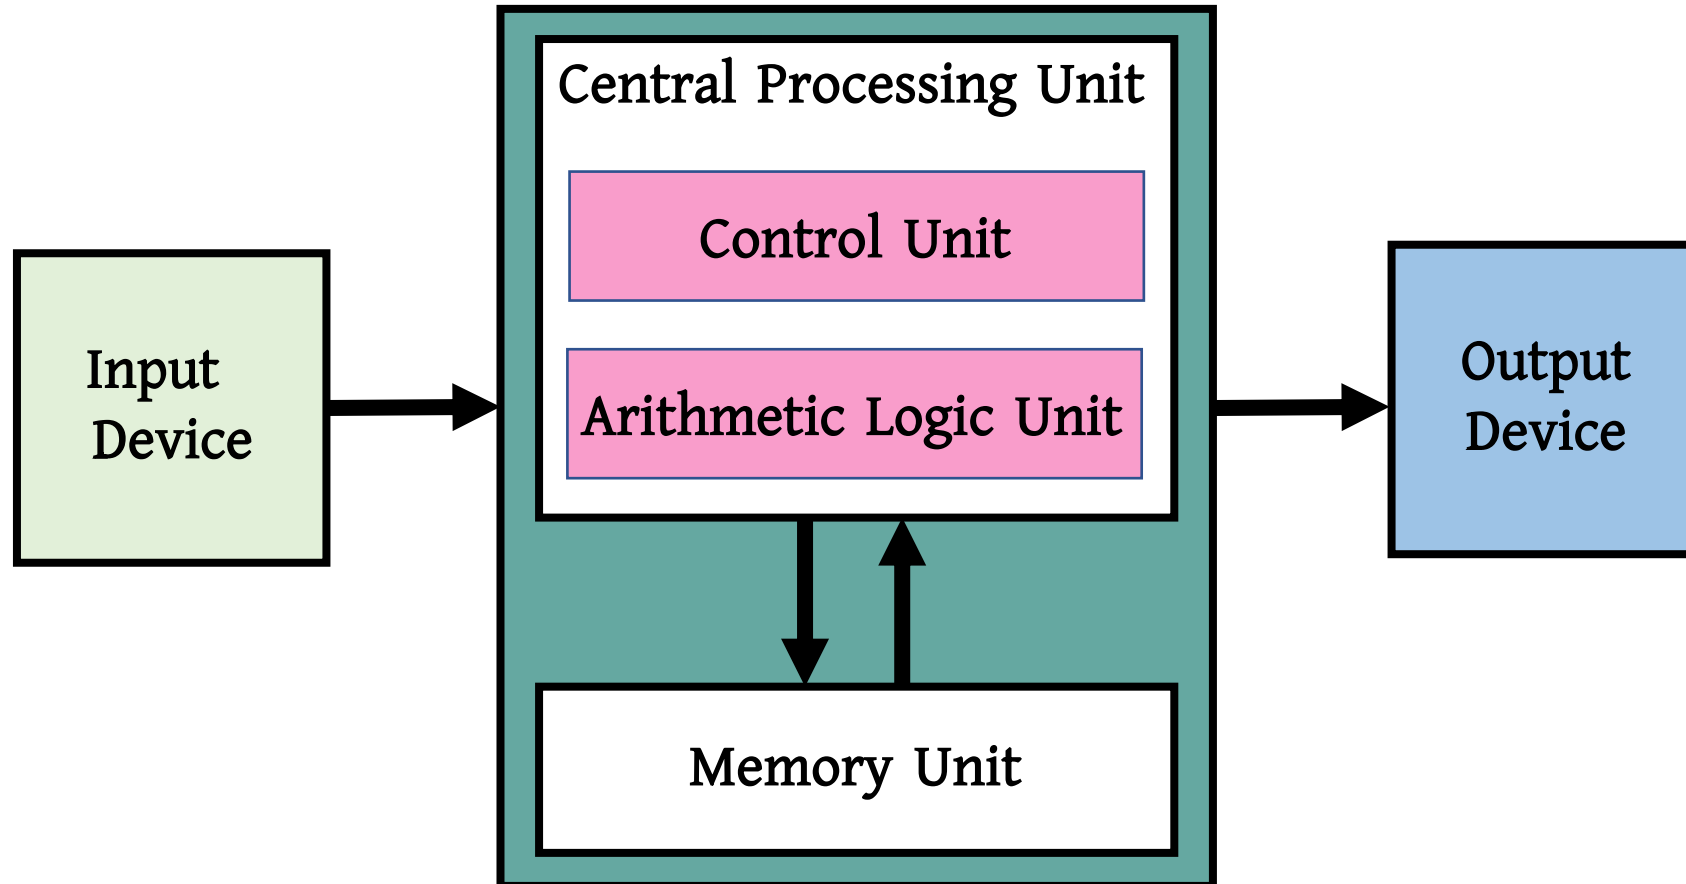 Central Processing Unit
Control Unit
Arithmetic Logic Unit
Memory Unit
Input
Device
Output
Device